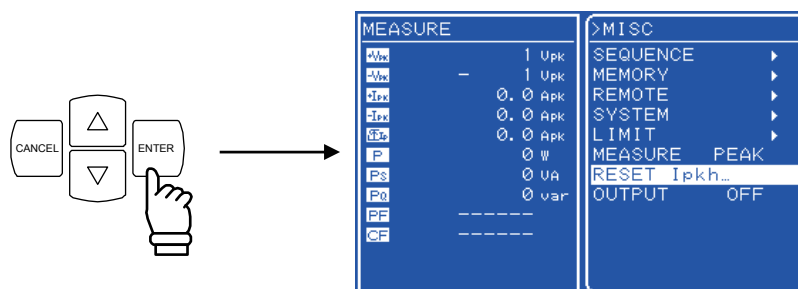 CANCEL
ENTER
MEASURE
+VPK 1 VPK
-VPK - 1 VPK
+IPK 0.0 APK
-IPK 0.0 APK
0.0 APK
P 0 W
PS 0 VA
PQ 0 var
PF ------
CF ------
>MISC
SEQUENCE
MEMORY
REMOTE
SYSTEM
LIMIT
MEASURE PEAK
RESET Ipkh…
OUTPUT OFF